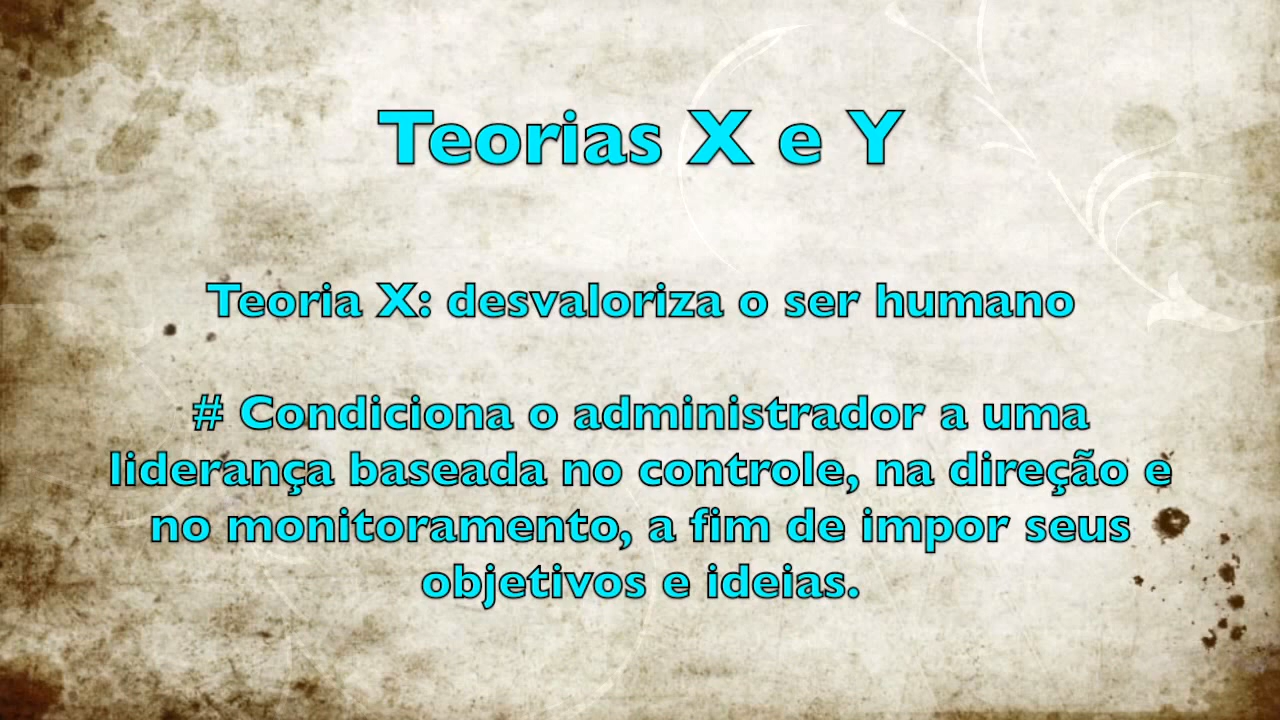 Teorias X e Y
Teoria X: desvaloriza o ser humano
# Condiciona o administrador a uma
liderança baseada no controle, na direção e
no monitoramento, a fim de impor seus
objetivos e ideias.